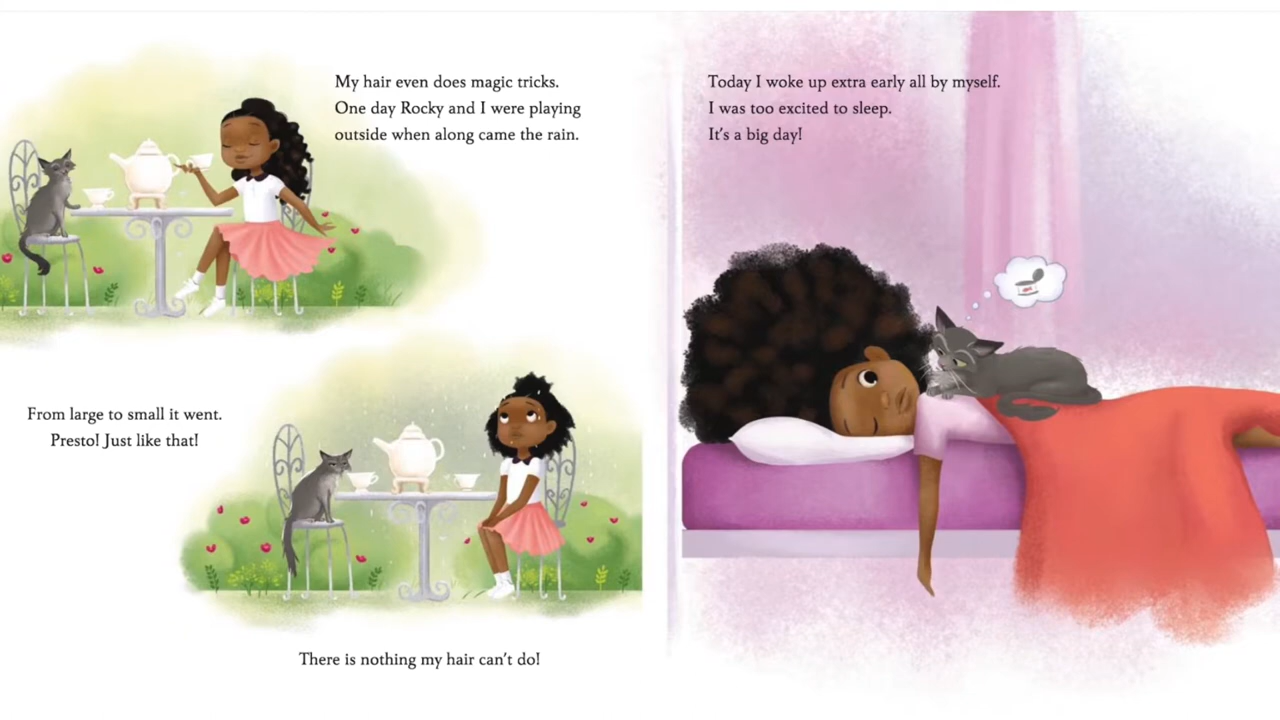 My hair even does magic tricks.
One day Rocky and I were playing
outside when along came the rain.
From large to small it went.
Presto! Just like that!
There is nothing my hair can't do!
Today I woke up extra early all by myself.
I was too excited to sleep.
It's a big day!